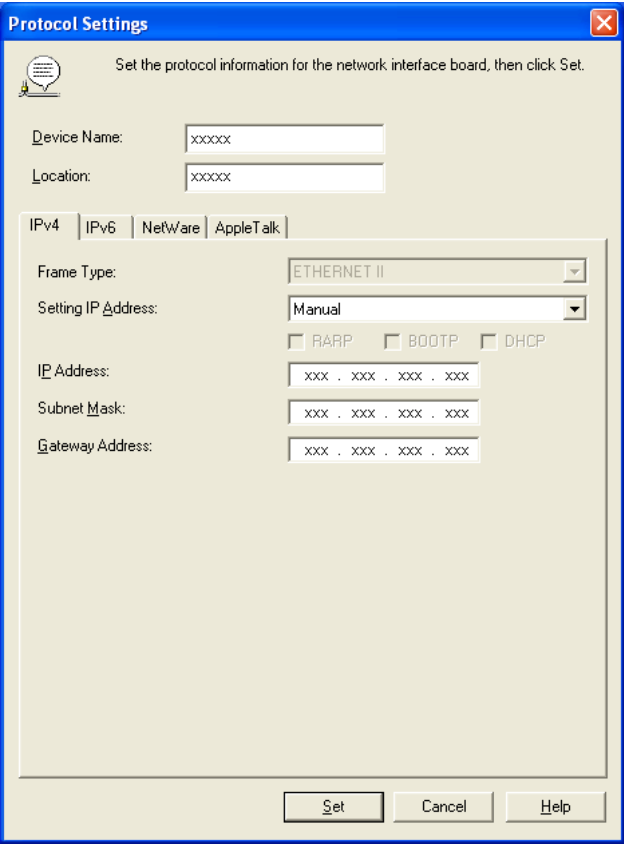 Protocol Settings
Set the protocol information for the network interface board, then click Set.
Device Name: xxxxx
Location: xxxxx
IPv4 IPv6 NetWare AppleTalk
Frame Type: ETHERNET II
Setting IP Address: Manual
RARP BOOTP DHCP
IP Address: xxx . xxx . xxx . xxx
Subnet Mask: xxx . xxx . xxx . xxx
Gateway Address: xxx . xxx . xxx . xxx
Set Cancel Help